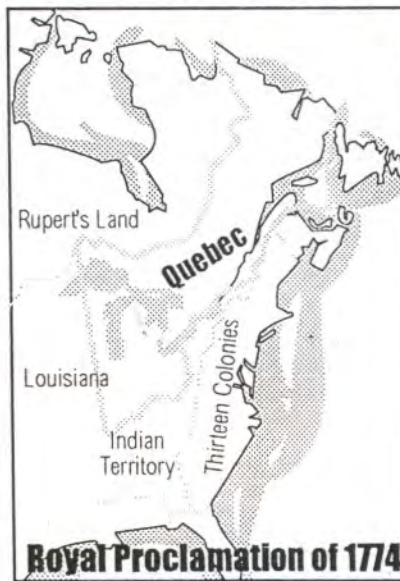 Rupert's Land
Quebec
Louisiana
Thirteen Colonies
Indian
Territory
Royal Proclamation of 1774